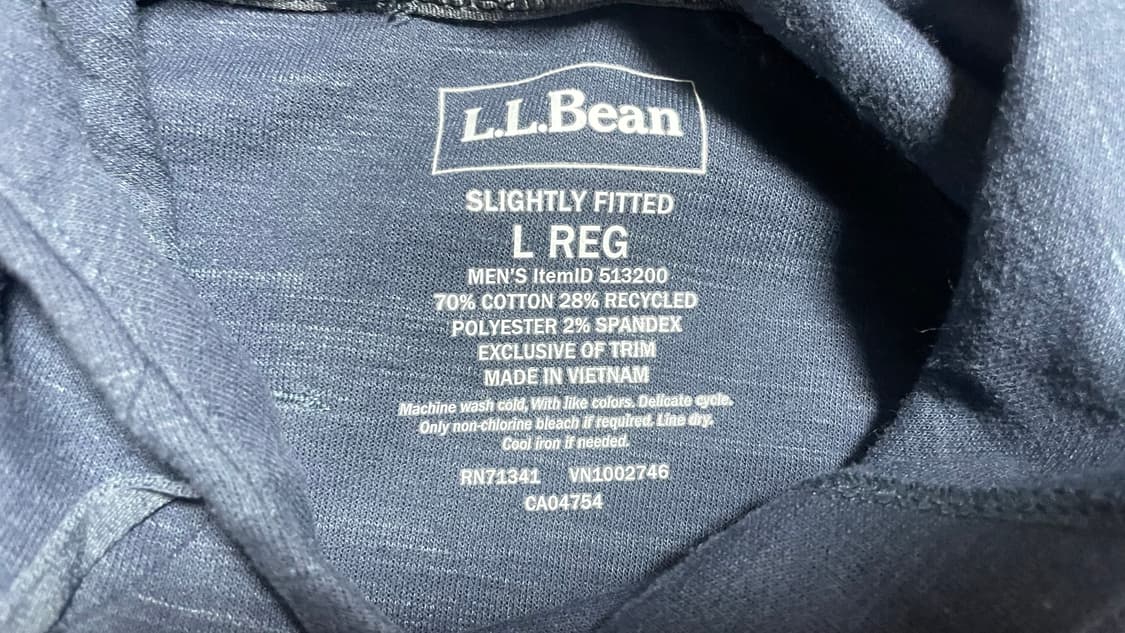 L.L.Bean
SLIGHTLY FITTED
L REG
MEN'S ItemID 513200
70% COTTON 28% RECYCLED
POLYESTER 2% SPANDEX
EXCLUSIVE OF TRIM
MADE IN VIETNAM
Machine wash cold, With like colors. Delicate cycle.
Only non-chlorine bleach if required. Line dry.
Cool iron if needed.
RN71341 VN1002746
CA04754